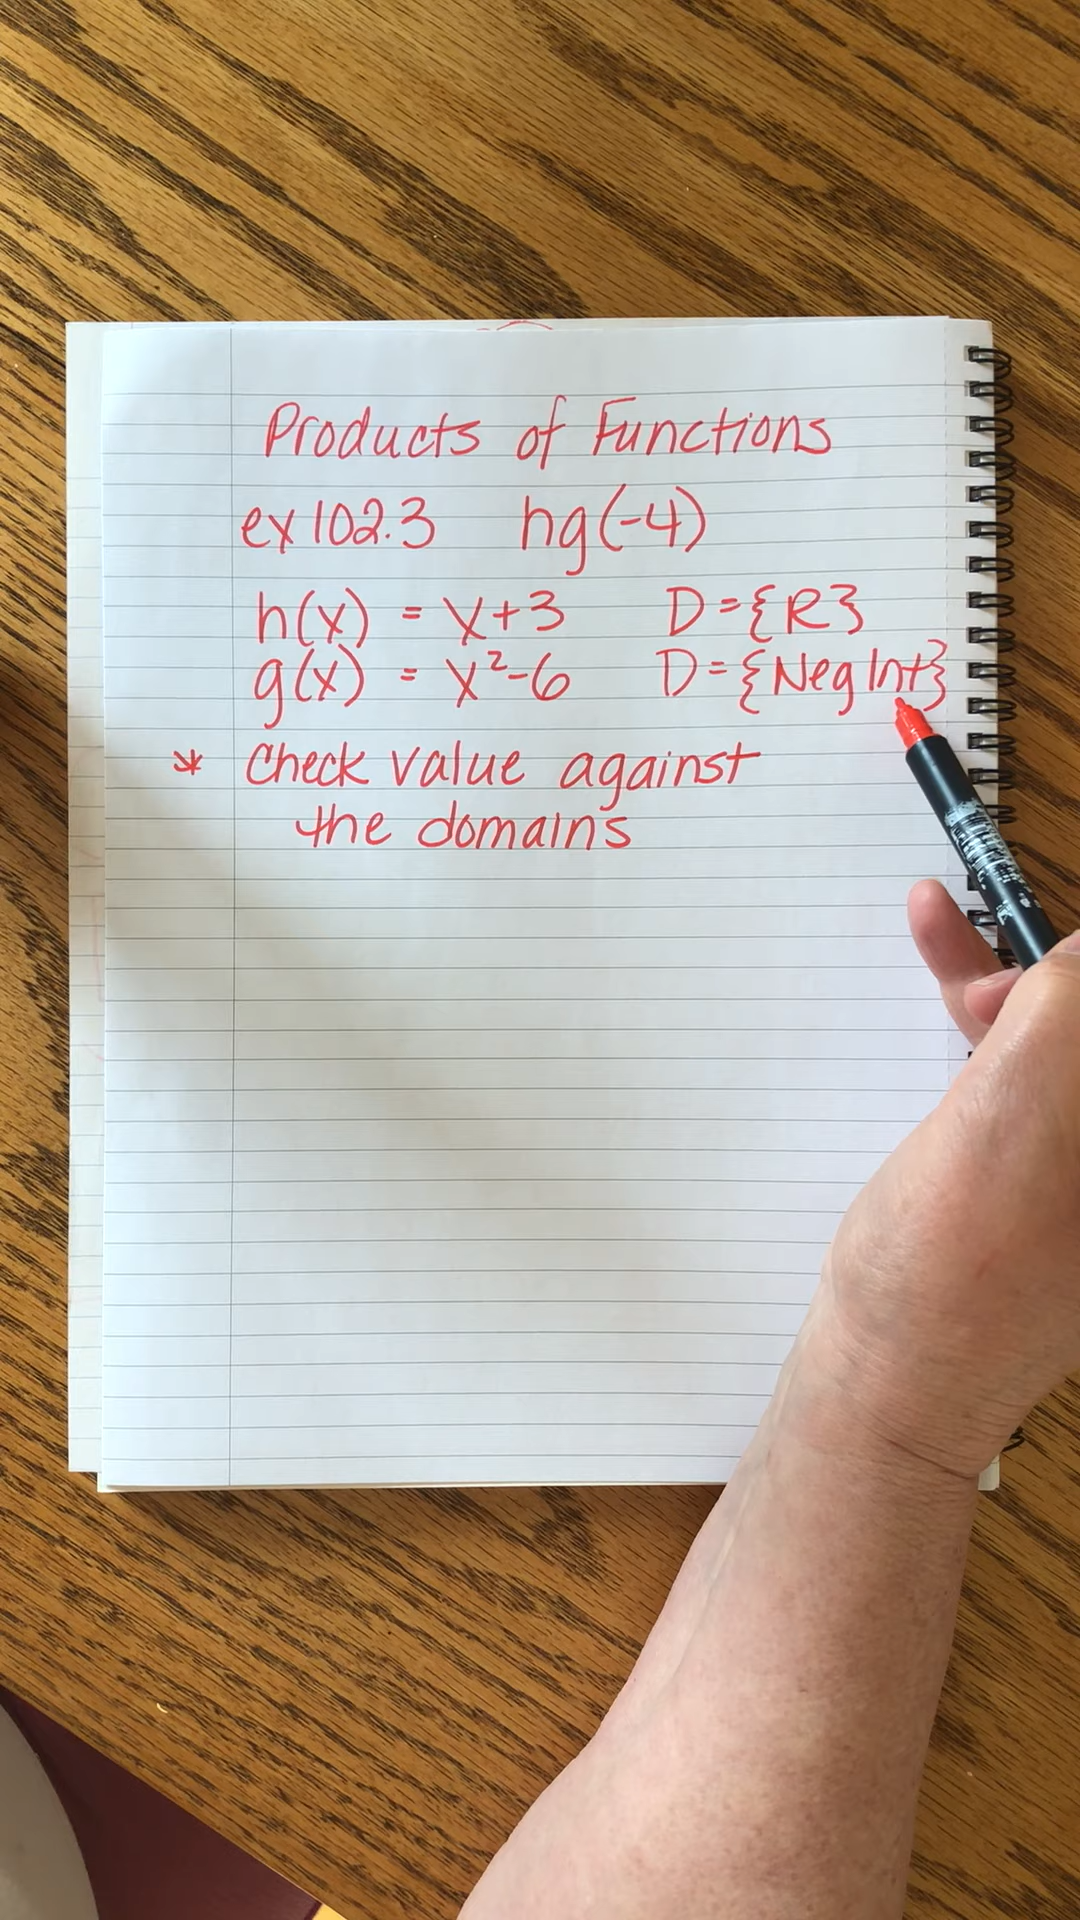 Products of Functions
ex 102.3 hg(-4)
h(x) = x+3 D={R}
g(x) = x²-6 D={Neg Int}
* Check value against
the domains